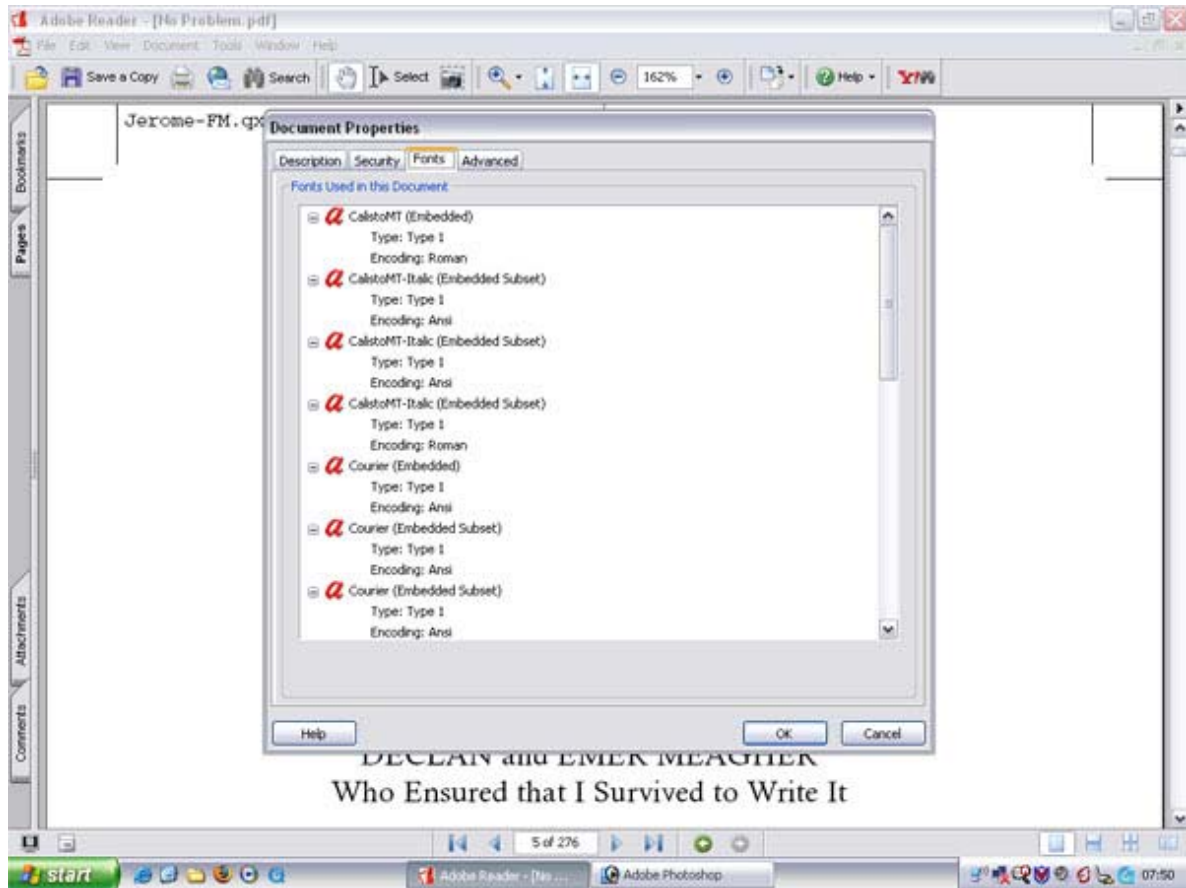 Adobe Reader - [No Problem.pdf]
File Edit View Document Tools Window Help
Save a Copy Search Select 162% Help
Jerome-FM.qx
Document Properties
Description Security Fonts Advanced
Fonts Used in this Document
CalistoMT (Embedded)
Type: Type 1
Encoding: Roman
CalistoMT-Italic (Embedded Subset)
Type: Type 1
Encoding: Ansi
CalistoMT-Italic (Embedded Subset)
Type: Type 1
Encoding: Ansi
CalistoMT-Italic (Embedded Subset)
Type: Type 1
Encoding: Roman
Courier (Embedded)
Type: Type 1
Encoding: Ansi
Courier (Embedded Subset)
Type: Type 1
Encoding: Ansi
Courier (Embedded Subset)
Type: Type 1
Encoding: Ansi
Help OK Cancel
Bookmarks
Pages
Attachments
Comments
DECLAN and EMER MEAGHER
Who Ensured that I Survived to Write It
5 of 276
start Adobe Reader - [No ... Adobe Photoshop 07:50